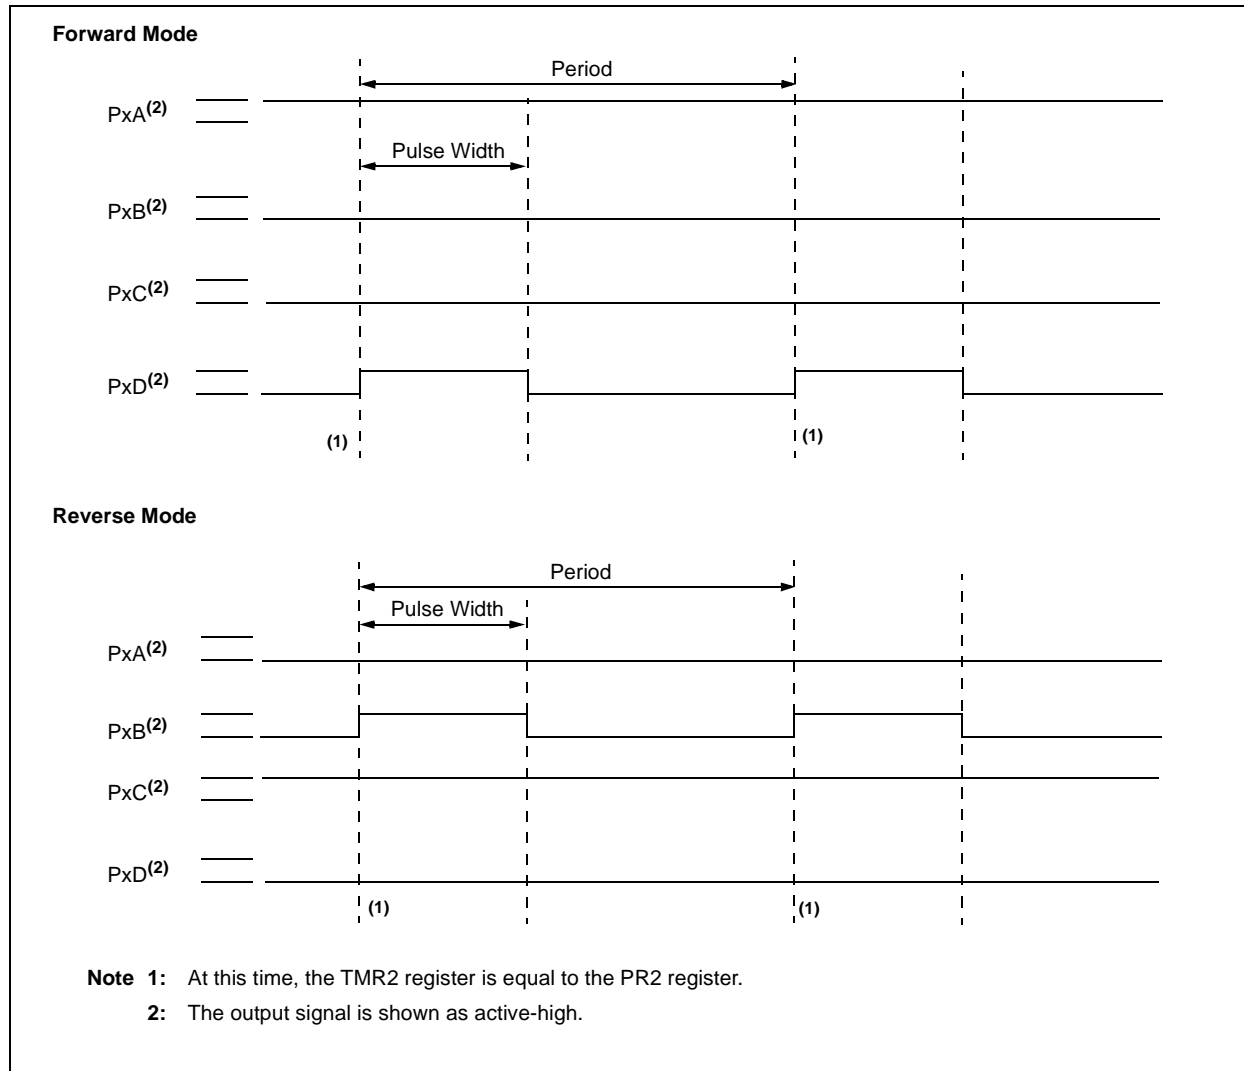 Forward Mode
Period
PxA(2)
Pulse Width
PxB(2)
PxC(2)
PxD(2)
(1)
(1)
Reverse Mode
Period
Pulse Width
PxA(2)
PxB(2)
PxC(2)
PxD(2)
(1)
(1)
Note 1: At this time, the TMR2 register is equal to the PR2 register.
2: The output signal is shown as active-high.